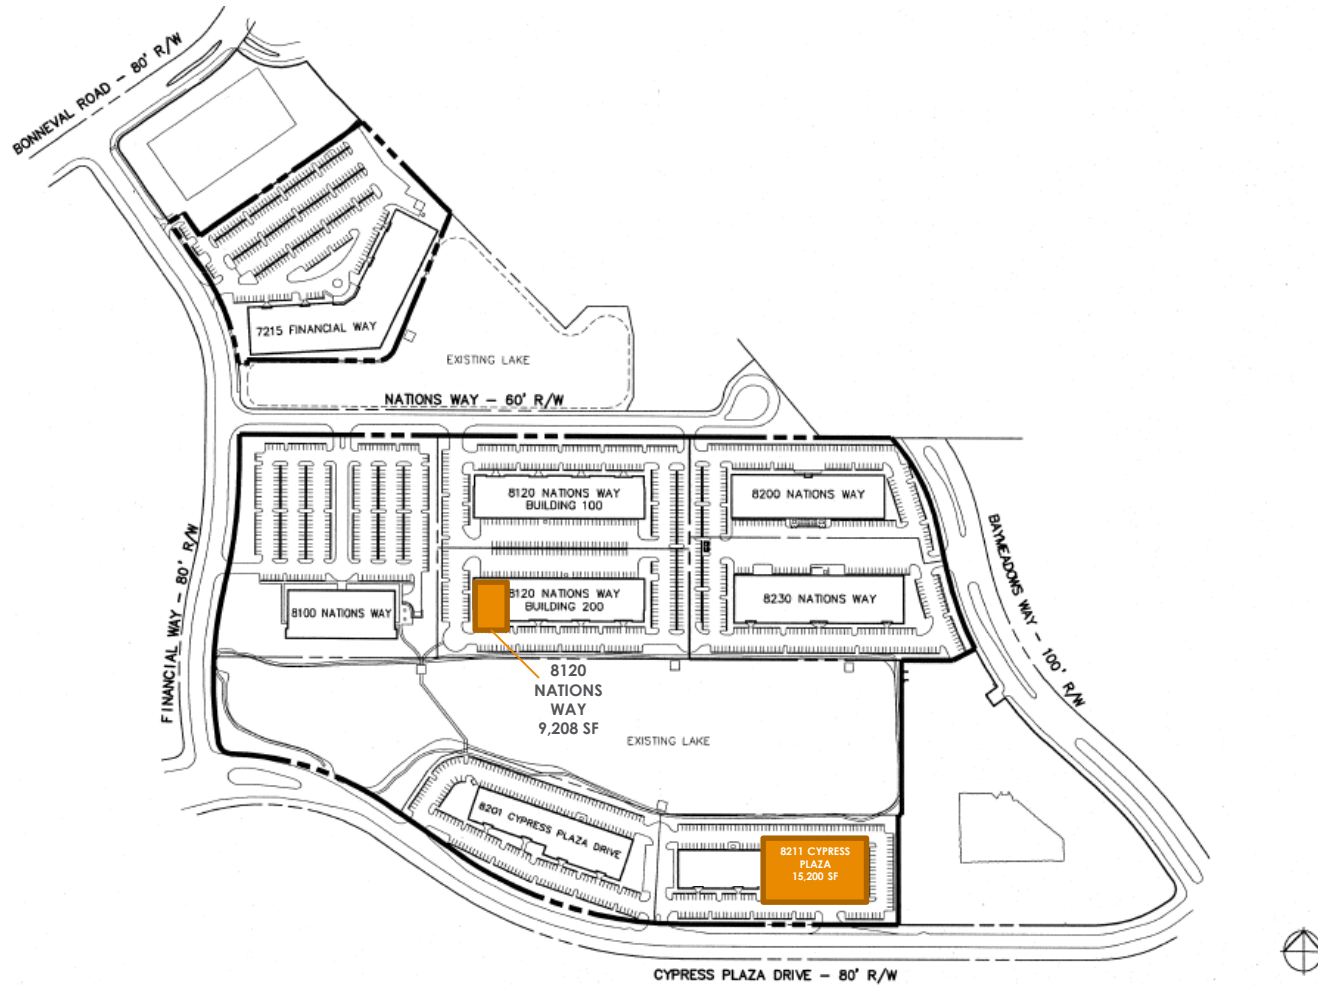 BONNEVAL ROAD – 80' R/W
7215 FINANCIAL WAY
EXISTING LAKE
NATIONS WAY – 60' R/W
8120 NATIONS WAY
BUILDING 100
8200 NATIONS WAY
8100 NATIONS WAY
8120 NATIONS WAY
BUILDING 200
8230 NATIONS WAY
FINANCIAL WAY – 80' R/W
BAYMEADOWS WAY – 100' R/W
8120
NATIONS
WAY
9,208 SF
EXISTING LAKE
8201 CYPRESS PLAZA DRIVE
8211 CYPRESS
PLAZA
15,200 SF
CYPRESS PLAZA DRIVE – 80' R/W